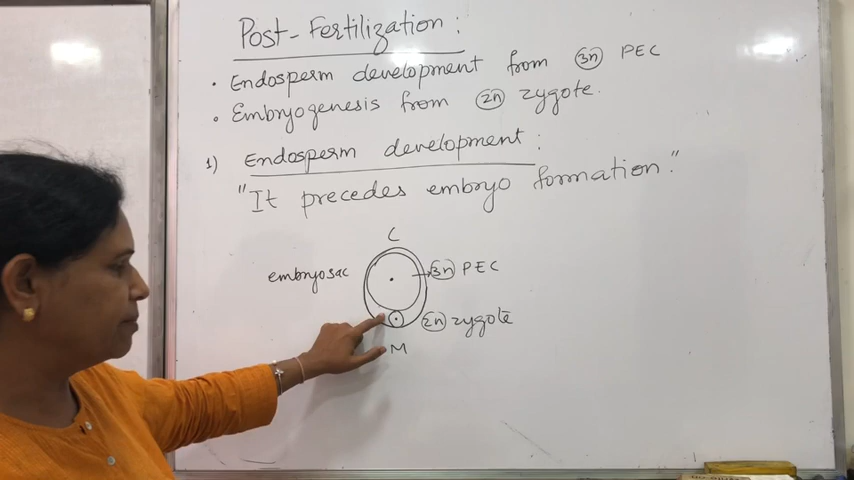 Post-Fertilization:
• Endosperm development from 3n PEC
• Embryogenesis from 2n zygote.
1) Endosperm development:
"It precedes embryo formation."
C
embryosac 3n PEC
2n zygote
M